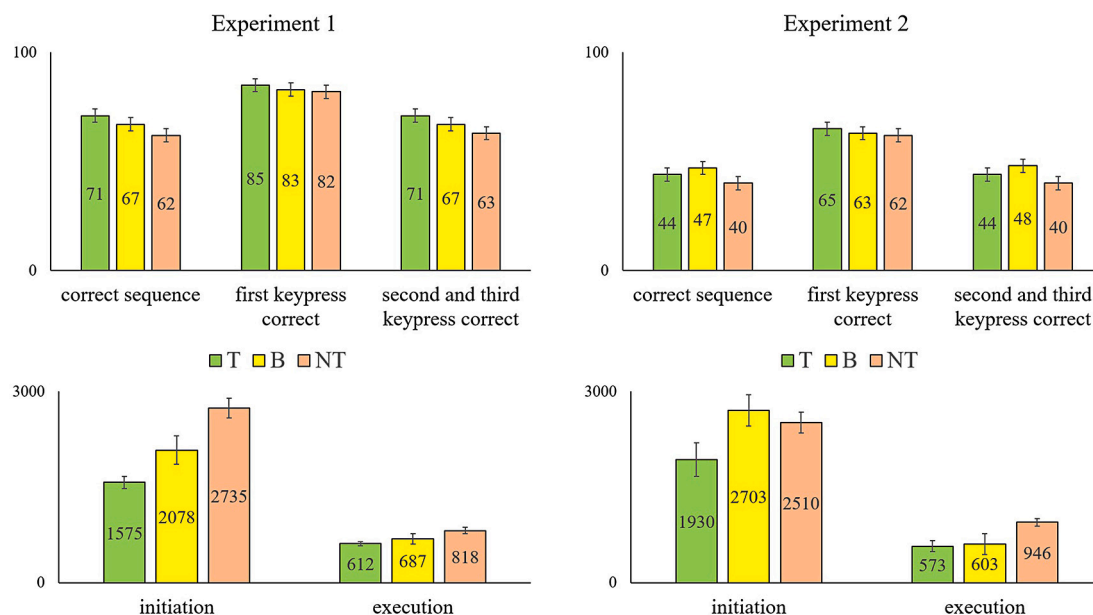 Experiment 1
100
71 67 62 85 83 82 71 67 63
0
correct sequence first keypress second and third
correct keypress correct
T B NT
3000
1575 2078 2735 612 687 818
0
initiation execution
Experiment 2
100
44 47 40 65 63 62 44 48 40
0
correct sequence first keypress second and third
correct keypress correct
T B NT
3000
1930 2703 2510 573 603 946
0
initiation execution